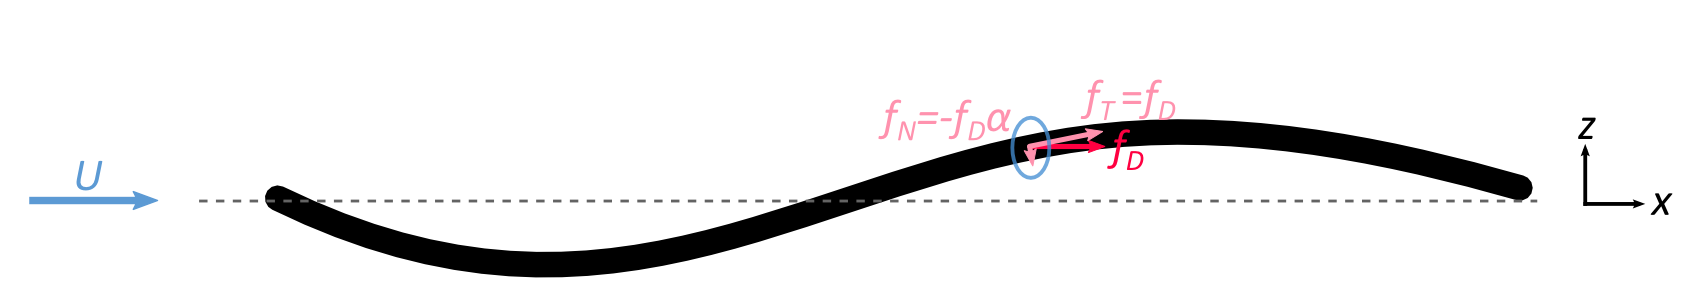 U
f_N=-f_Dα
f_T=f_D
f_D
z
x